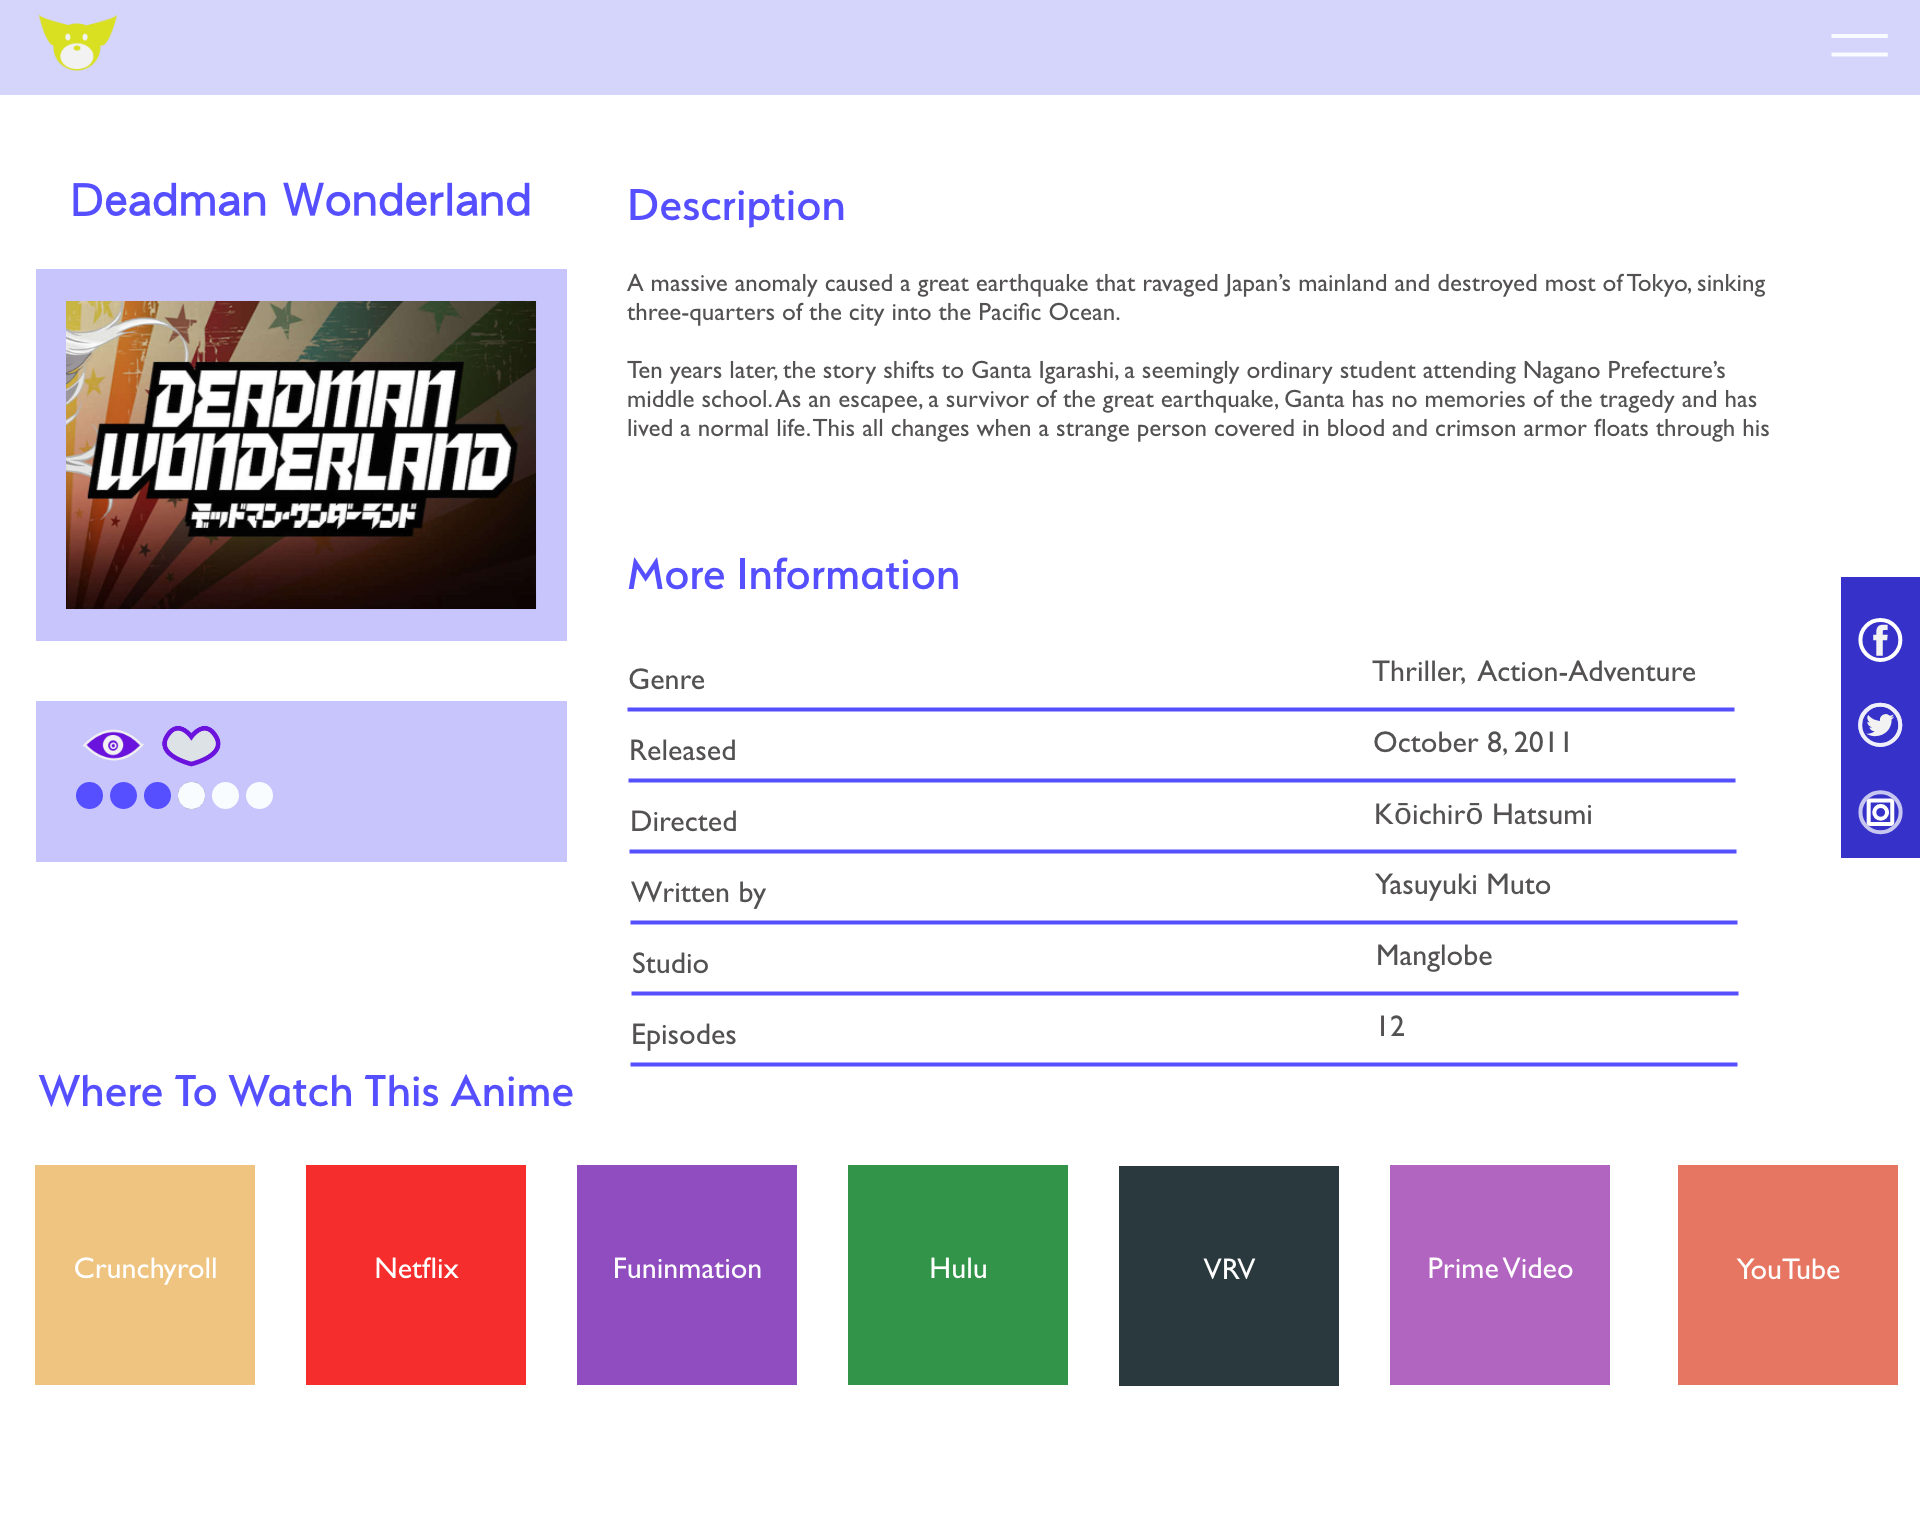 Deadman Wonderland
DEADMAN
WONDERLAND
デッドマン・ワンダーランド
Description
A massive anomaly caused a great earthquake that ravaged Japan’s mainland and destroyed most of Tokyo, sinking
three-quarters of the city into the Pacific Ocean.
Ten years later, the story shifts to Ganta Igarashi, a seemingly ordinary student attending Nagano Prefecture’s
middle school. As an escapee, a survivor of the great earthquake, Ganta has no memories of the tragedy and has
lived a normal life. This all changes when a strange person covered in blood and crimson armor floats through his
More Information
Genre Thriller, Action-Adventure
Released October 8, 2011
Directed Kōichirō Hatsumi
Written by Yasuyuki Muto
Studio Manglobe
Episodes 12
Where To Watch This Anime
Crunchyroll
Netflix
Funinmation
Hulu
VRV
Prime Video
YouTube